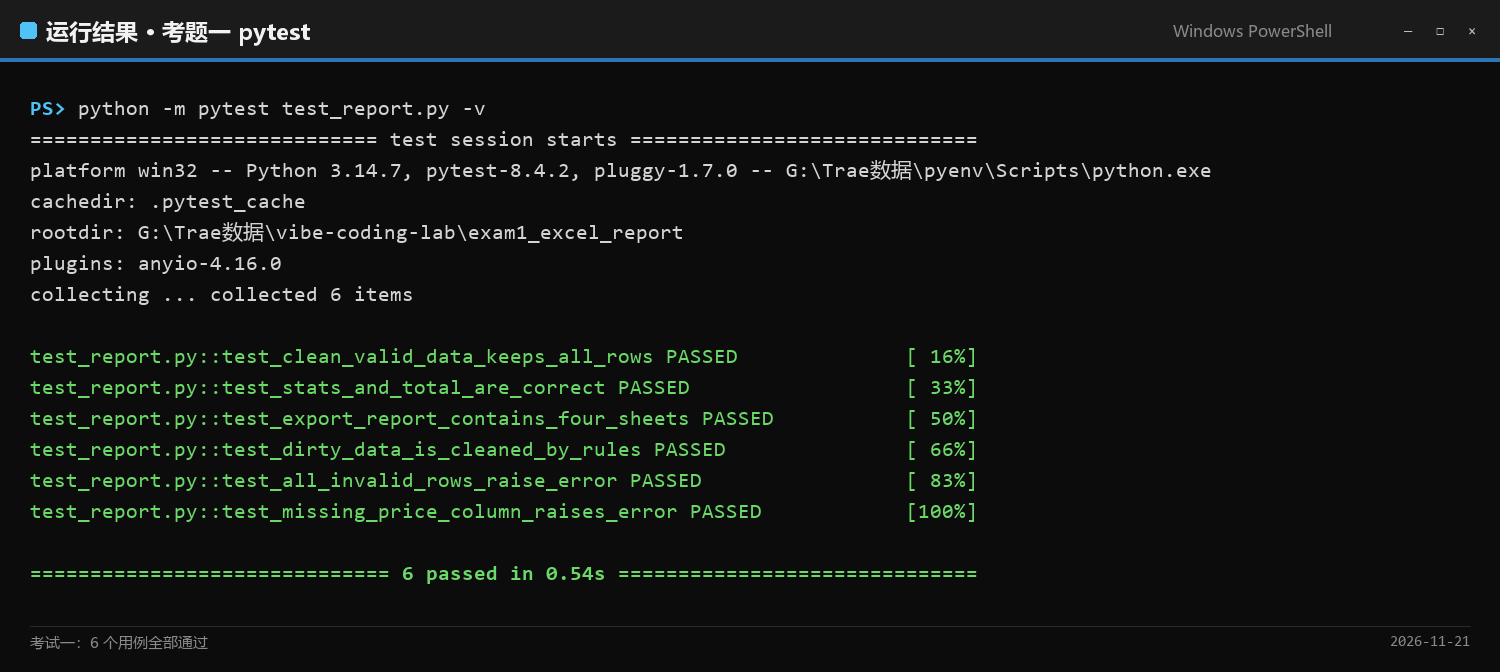 运行结果 • 考题一 pytest
Windows PowerShell
PS> python -m pytest test_report.py -v
============================= test session starts =============================
platform win32 -- Python 3.14.7, pytest-8.4.2, pluggy-1.7.0 -- G:\Trae数据\pyenv\Scripts\python.exe
cachedir: .pytest_cache
rootdir: G:\Trae数据\vibe-coding-lab\exam1_excel_report
plugins: anyio-4.16.0
collecting ... collected 6 items
test_report.py::test_clean_valid_data_keeps_all_rows PASSED              [ 16%]
test_report.py::test_stats_and_total_are_correct PASSED                  [ 33%]
test_report.py::test_export_report_contains_four_sheets PASSED           [ 50%]
test_report.py::test_dirty_data_is_cleaned_by_rules PASSED               [ 66%]
test_report.py::test_all_invalid_rows_raise_error PASSED                 [ 83%]
test_report.py::test_missing_price_column_raises_error PASSED            [100%]
============================== 6 passed in 0.54s ==============================
考试一：6 个用例全部通过
2026-11-21